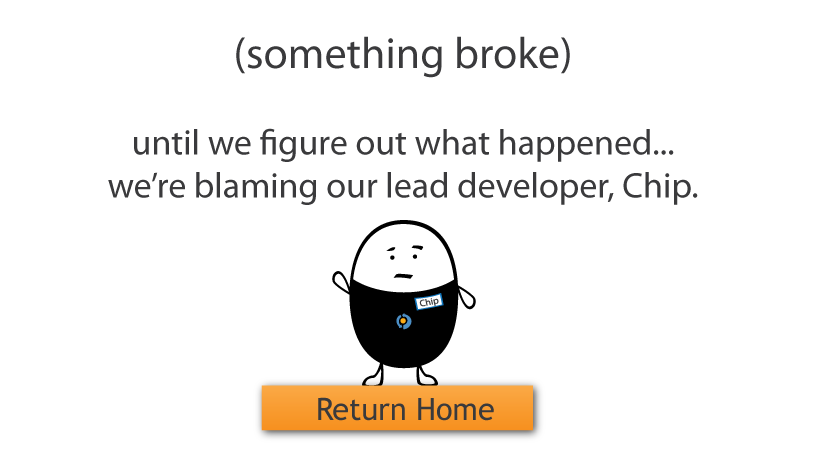 (something broke)
until we figure out what happened...
we're blaming our lead developer, Chip.
Chip
Return Home